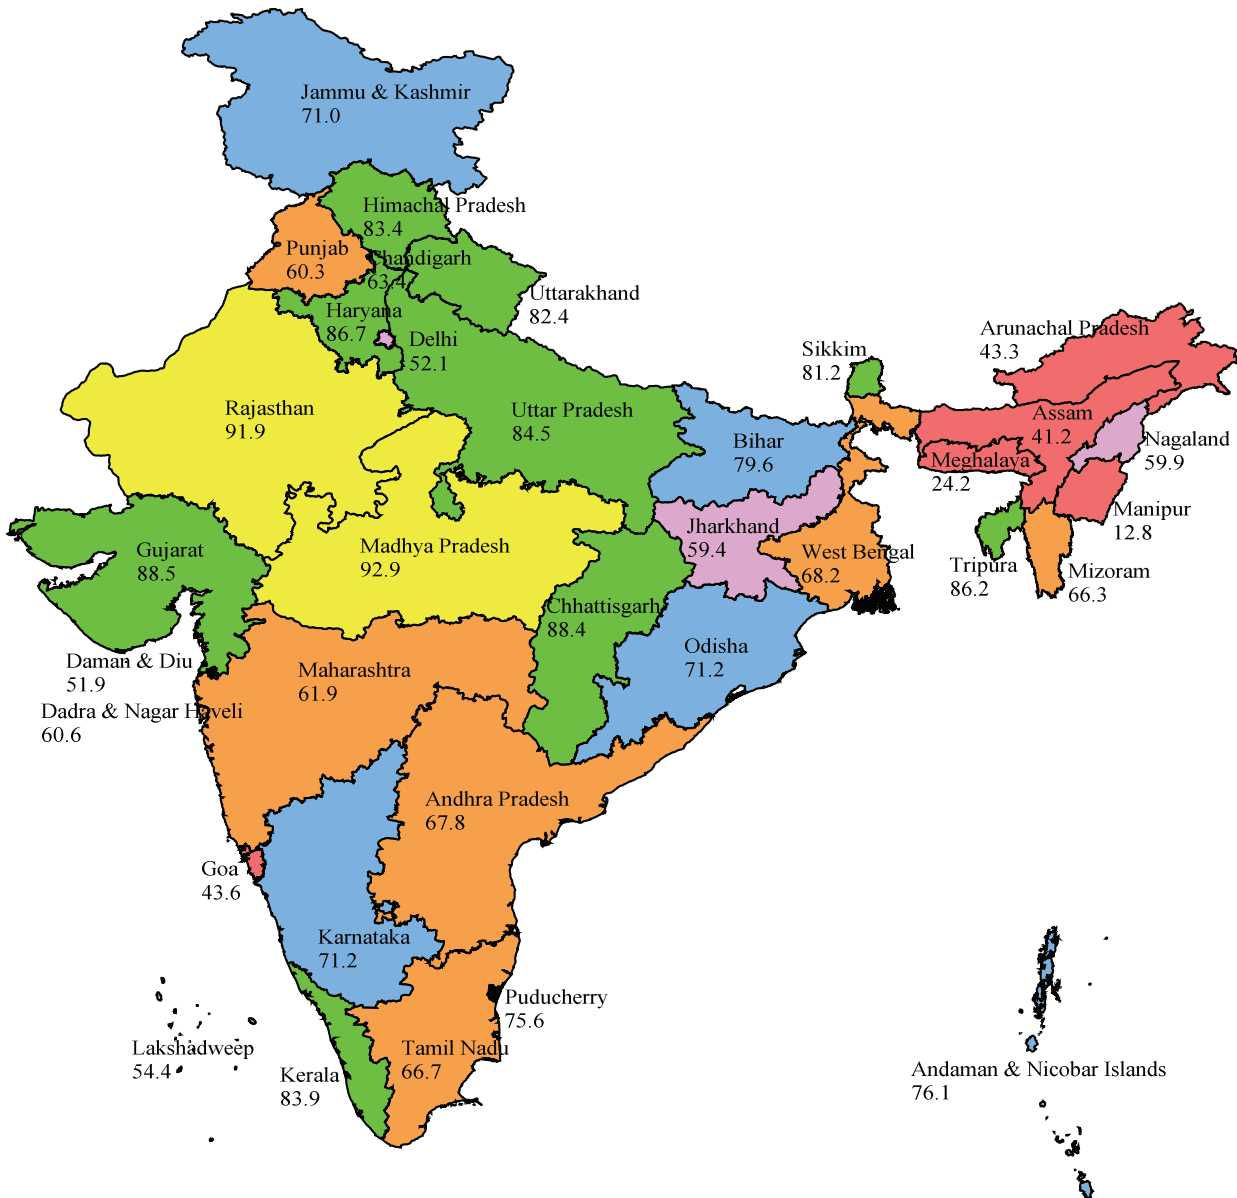 Jammu & Kashmir
71.0
Himachal Pradesh
83.4
Punjab
60.3
Chandigarh
63.4
Uttarakhand
82.4
Haryana
86.7
Delhi
52.1
Arunachal Pradesh
43.3
Sikkim
81.2
Rajasthan
91.9
Uttar Pradesh
84.5
Bihar
79.6
Assam
41.2
Nagaland
59.9
Meghalaya
24.2
Manipur
12.8
Jharkhand
59.4
Gujarat
88.5
Madhya Pradesh
92.9
West Bengal
68.2
Tripura
86.2
Mizoram
66.3
Chhattisgarh
88.4
Odisha
71.2
Daman & Diu
51.9
Maharashtra
61.9
Dadra & Nagar Haveli
60.6
Andhra Pradesh
67.8
Goa
43.6
Karnataka
71.2
Puducherry
75.6
Lakshadweep
54.4
Tamil Nadu
66.7
Kerala
83.9
Andaman & Nicobar Islands
76.1